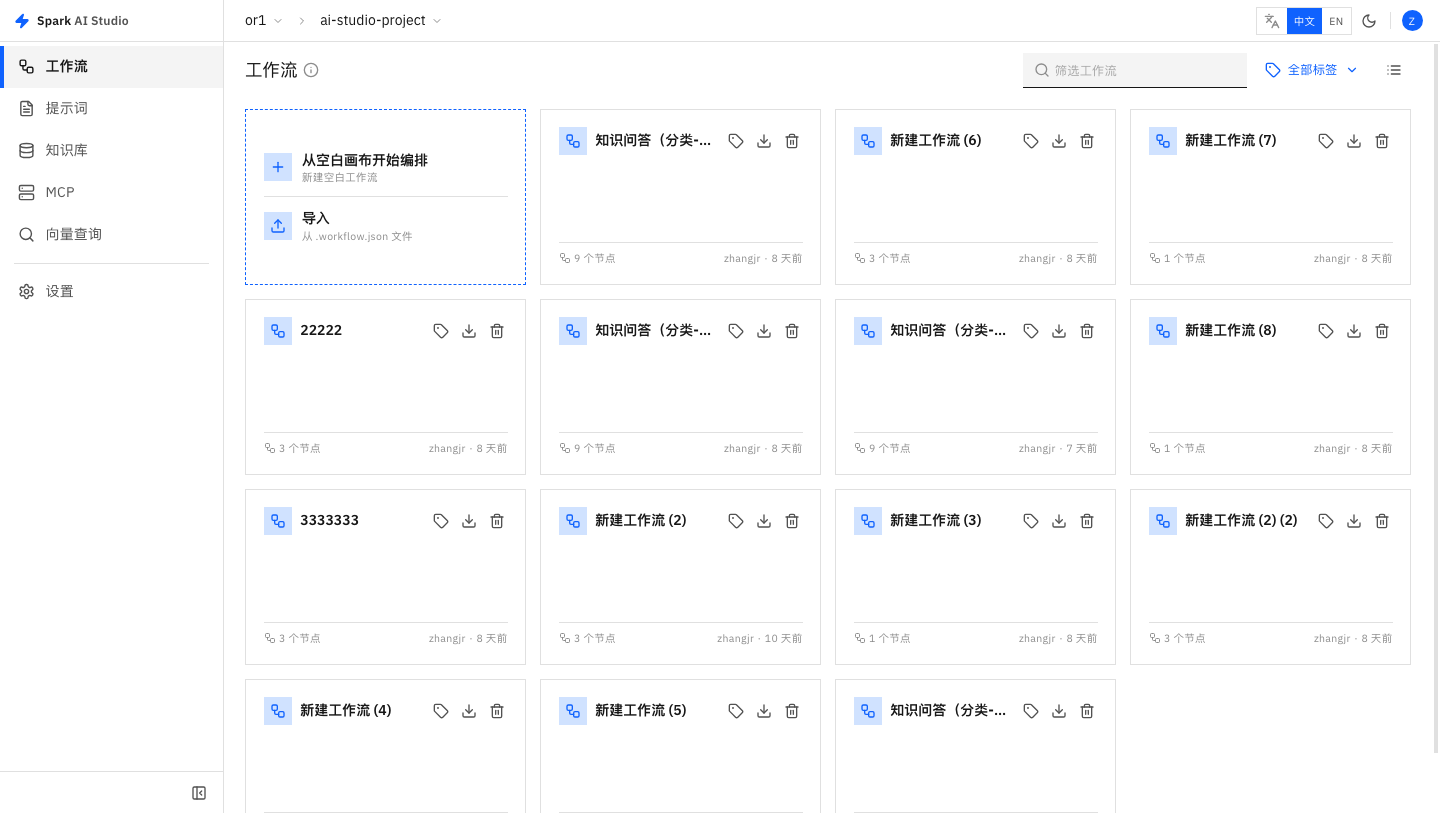 Spark AI Studio
or1
ai-studio-project
中文
EN
Z
工作流
提示词
知识库
MCP
向量查询
设置
工作流
筛选工作流
全部标签
从空白画布开始编排
新建空白工作流
导入
从 .workflow.json 文件
知识问答（分类-...
9 个节点
zhangjr · 8 天前
新建工作流 (6)
3 个节点
zhangjr · 8 天前
新建工作流 (7)
1 个节点
zhangjr · 8 天前
22222
3 个节点
zhangjr · 8 天前
知识问答（分类-...
9 个节点
zhangjr · 8 天前
知识问答（分类-...
9 个节点
zhangjr · 7 天前
新建工作流 (8)
1 个节点
zhangjr · 8 天前
3333333
3 个节点
zhangjr · 8 天前
新建工作流 (2)
3 个节点
zhangjr · 10 天前
新建工作流 (3)
1 个节点
zhangjr · 8 天前
新建工作流 (2) (2)
3 个节点
zhangjr · 8 天前
新建工作流 (4)
新建工作流 (5)
知识问答（分类-...